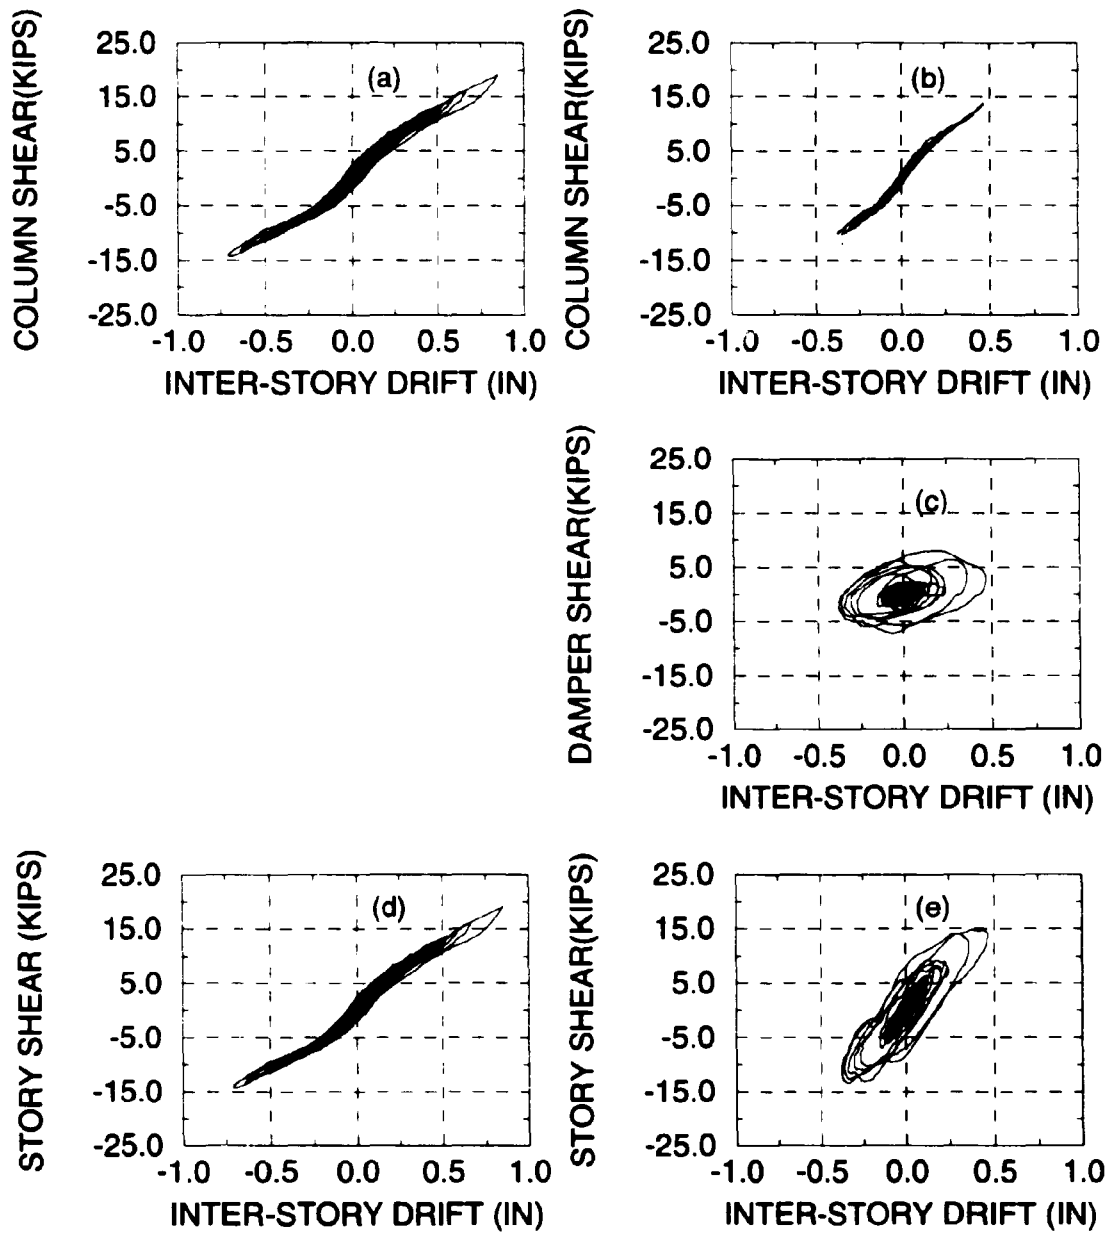 COLUMN SHEAR(KIPS)
25.0
15.0
5.0
-5.0
-15.0
-25.0
(a)
-1.0 -0.5 0.0 0.5 1.0
INTER-STORY DRIFT (IN)
COLUMN SHEAR(KIPS)
25.0
15.0
5.0
-5.0
-15.0
-25.0
(b)
-1.0 -0.5 0.0 0.5 1.0
INTER-STORY DRIFT (IN)
DAMPER SHEAR(KIPS)
25.0
15.0
5.0
-5.0
-15.0
-25.0
(c)
-1.0 -0.5 0.0 0.5 1.0
INTER-STORY DRIFT (IN)
STORY SHEAR (KIPS)
25.0
15.0
5.0
-5.0
-15.0
-25.0
(d)
-1.0 -0.5 0.0 0.5 1.0
INTER-STORY DRIFT (IN)
STORY SHEAR(KIPS)
25.0
15.0
5.0
-5.0
-15.0
-25.0
(e)
-1.0 -0.5 0.0 0.5 1.0
INTER-STORY DRIFT (IN)